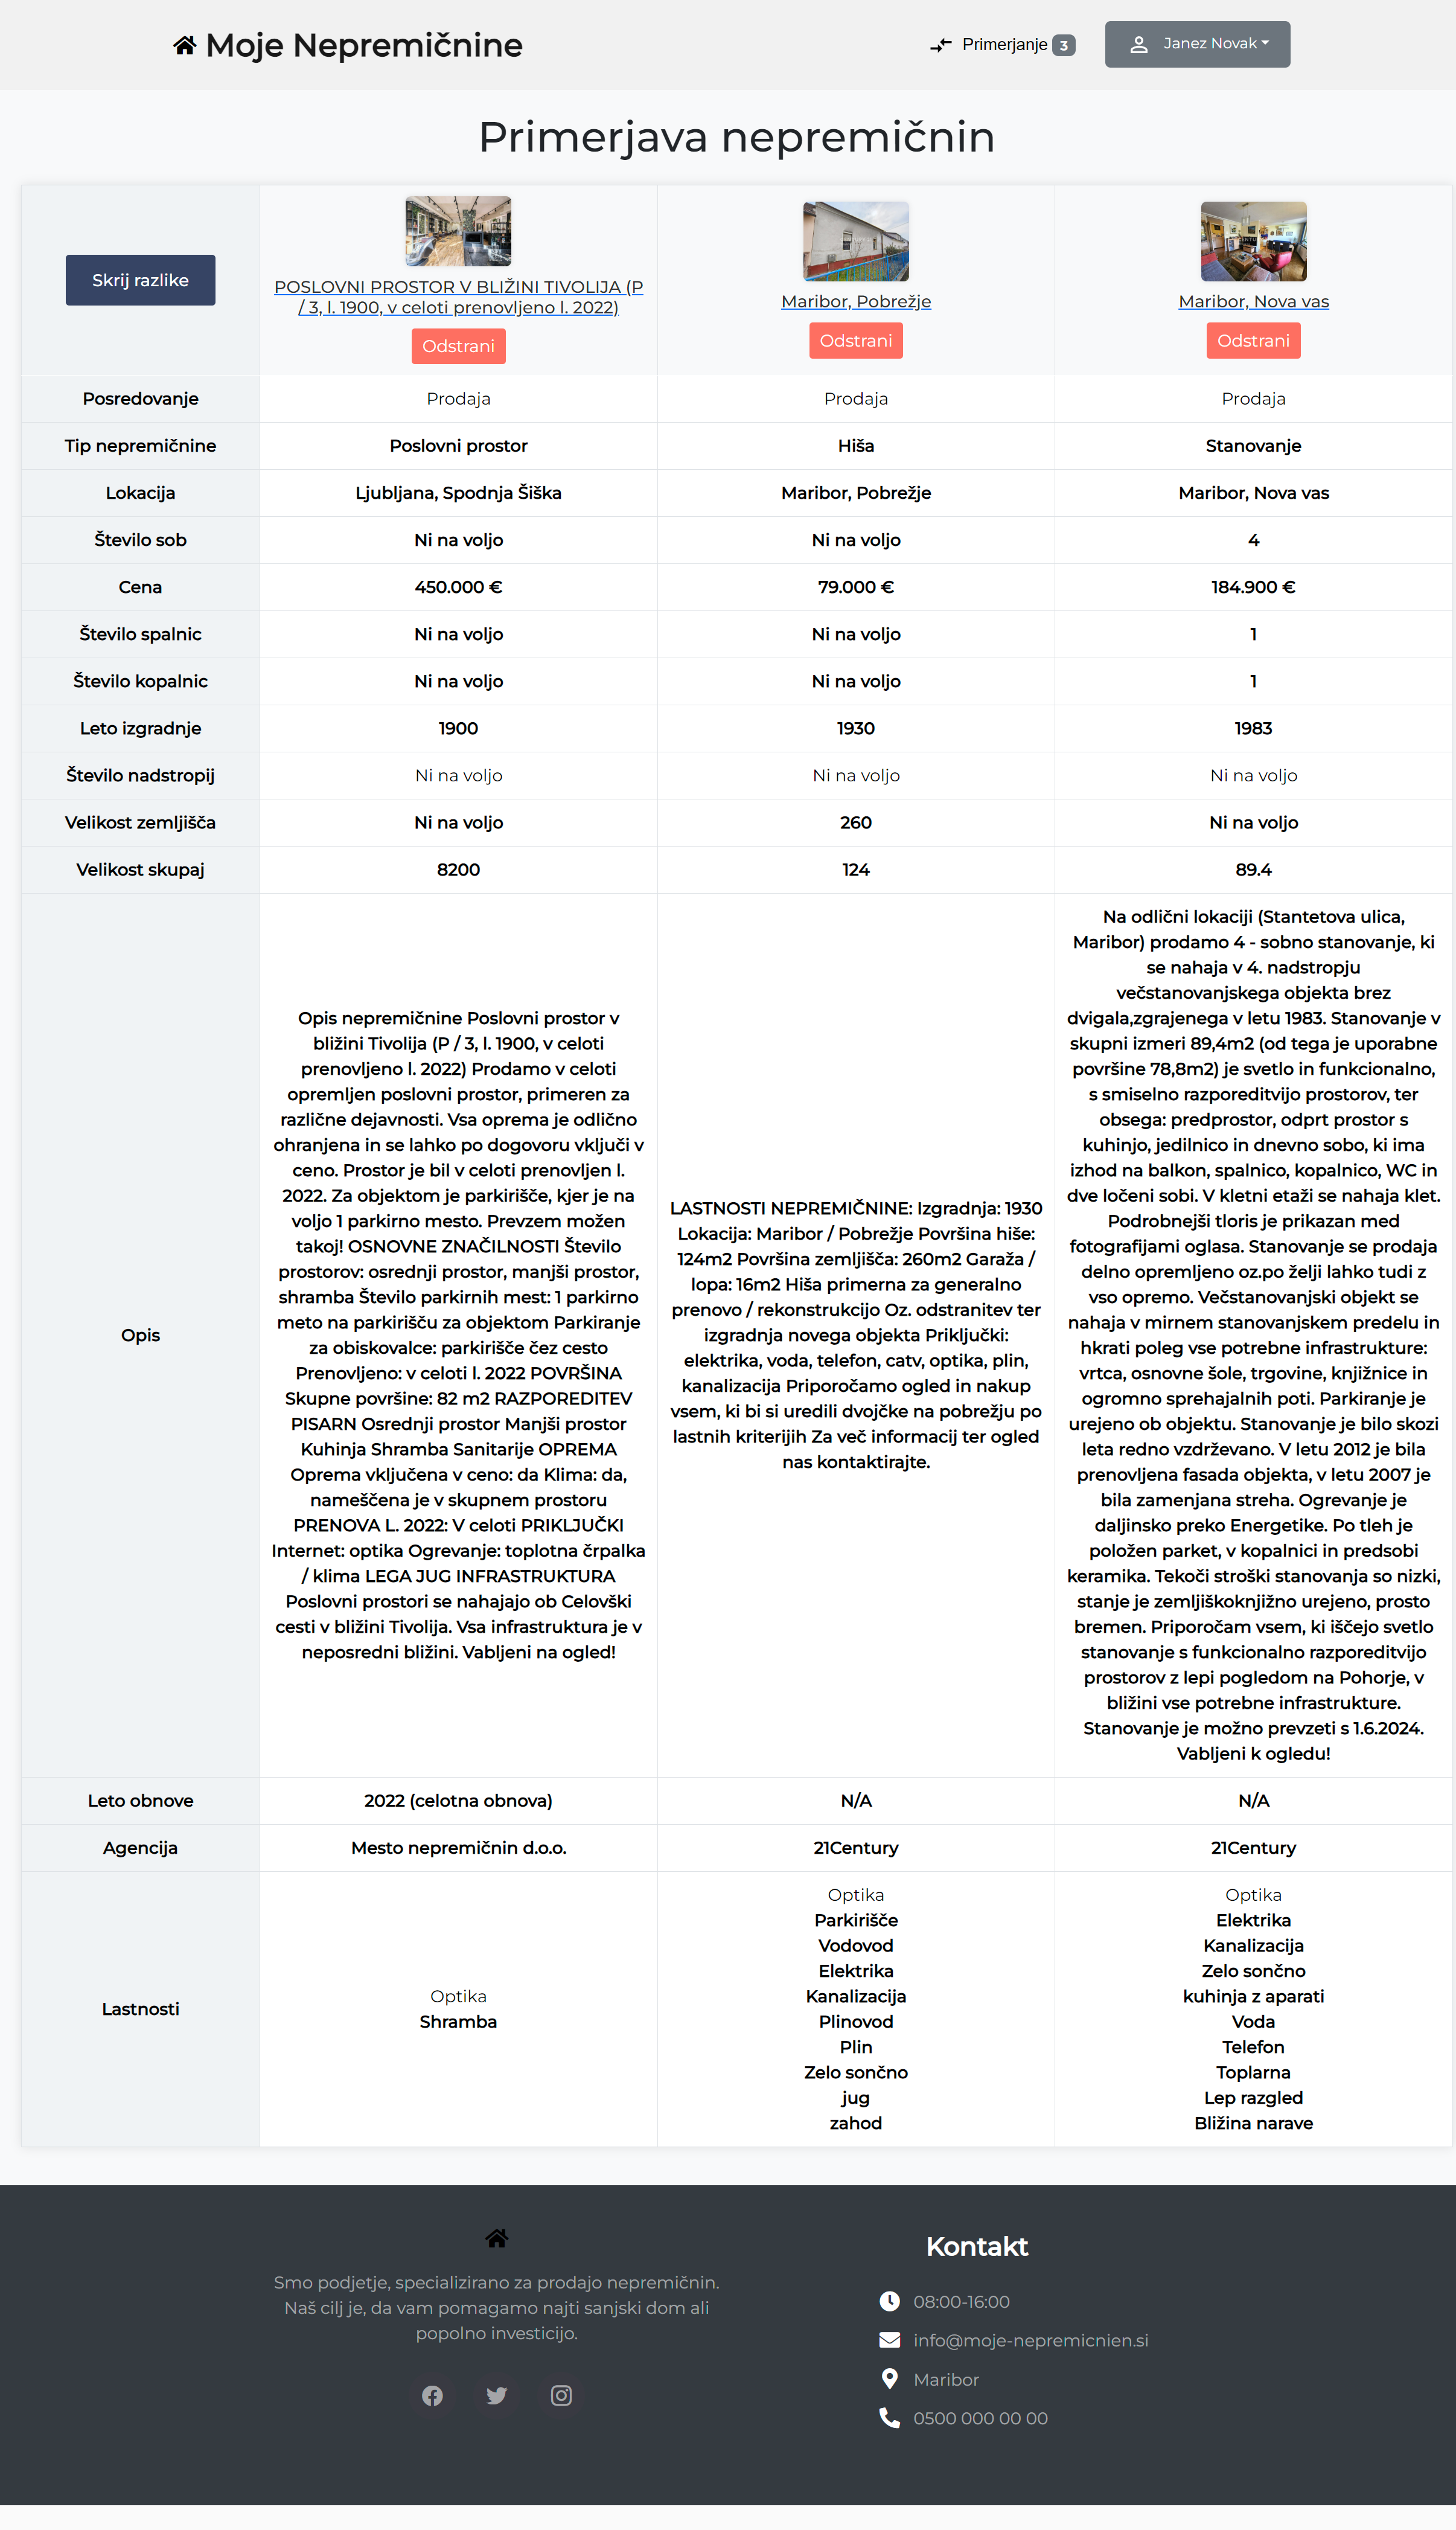 Moje Nepremičnine
Primerjanje 3
Janez Novak
Primerjava nepremičnin
Skrij razlike
POSLOVNI PROSTOR V BLIŽINI TIVOLIJA (P
/ 3, l. 1900, v celoti prenovljeno l. 2022)
Odstrani
Maribor, Pobrežje
Odstrani
Maribor, Nova vas
Odstrani
Posredovanje Prodaja Prodaja Prodaja
Tip nepremičnine Poslovni prostor Hiša Stanovanje
Lokacija Ljubljana, Spodnja Šiška Maribor, Pobrežje Maribor, Nova vas
Število sob Ni na voljo Ni na voljo 4
Cena 450.000 € 79.000 € 184.900 €
Število spalnic Ni na voljo Ni na voljo 1
Število kopalnic Ni na voljo Ni na voljo 1
Leto izgradnje 1900 1930 1983
Število nadstropij Ni na voljo Ni na voljo Ni na voljo
Velikost zemljišča Ni na voljo 260 Ni na voljo
Velikost skupaj 8200 124 89.4
Opis
Opis nepremičnine Poslovni prostor v
bližini Tivolija (P / 3, l. 1900, v celoti
prenovljeno l. 2022) Prodamo v celoti
opremljen poslovni prostor, primeren za
različne dejavnosti. Vsa oprema je odlično
ohranjena in se lahko po dogovoru vključi v
ceno. Prostor je bil v celoti prenovljen l.
2022. Za objektom je parkirišče, kjer je na
voljo 1 parkirno mesto. Prevzem možen
takoj! OSNOVNE ZNAČILNOSTI Število
prostorov: osrednji prostor, manjši prostor,
shramba Število parkirnih mest: 1 parkirno
meto na parkirišču za objektom Parkiranje
za obiskovalce: parkirišče čez cesto
Prenovljeno: v celoti l. 2022 POVRŠINA
Skupne površine: 82 m2 RAZPOREDITEV
PISARN Osrednji prostor Manjši prostor
Kuhinja Shramba Sanitarije OPREMA
Oprema vključena v ceno: da Klima: da,
nameščena je v skupnem prostoru
PRENOVA L. 2022: V celoti PRIKLJUČKI
Internet: optika Ogrevanje: toplotna črpalka
/ klima LEGA JUG INFRASTRUKTURA
Poslovni prostori se nahajajo ob Celovški
cesti v bližini Tivolija. Vsa infrastruktura je v
neposredni bližini. Vabljeni na ogled!
LASTNOSTI NEPREMIČNINE: Izgradnja: 1930
Lokacija: Maribor / Pobrežje Površina hiše:
124m2 Površina zemljišča: 260m2 Garaža /
lopa: 16m2 Hiša primerna za generalno
prenovo / rekonstrukcijo Oz. odstranitev ter
izgradnja novega objekta Priključki:
elektrika, voda, telefon, catv, optika, plin,
kanalizacija Priporočamo ogled in nakup
vsem, ki bi si uredili dvojčke na pobrežju po
lastnih kriterijih Za več informacij ter ogled
nas kontaktirajte.
Na odlični lokaciji (Stantetova ulica,
Maribor) prodamo 4 - sobno stanovanje, ki
se nahaja v 4. nadstropju
večstanovanjskega objekta brez
dvigala,zgrajenega v letu 1983. Stanovanje v
skupni izmeri 89,4m2 (od tega je uporabne
površine 78,8m2) je svetlo in funkcionalno,
s smiselno razporeditvijo prostorov, ter
obsega: predprostor, odprt prostor s
kuhinjo, jedilnico in dnevno sobo, ki ima
izhod na balkon, spalnico, kopalnico, WC in
dve ločeni sobi. V kletni etaži se nahaja klet.
Podrobnejši tloris je prikazan med
fotografijami oglasa. Stanovanje se prodaja
delno opremljeno oz.po želji lahko tudi z
vso opremo. Večstanovanjski objekt se
nahaja v mirnem stanovanjskem predelu in
hkrati poleg vse potrebne infrastrukture:
vrtca, osnovne šole, trgovine, knjižnice in
ogromno sprehajalnih poti. Parkiranje je
urejeno ob objektu. Stanovanje je bilo skozi
leta redno vzdrževano. V letu 2012 je bila
prenovljena fasada objekta, v letu 2007 je
bila zamenjana streha. Ogrevanje je
daljinsko preko Energetike. Po tleh je
položen parket, v kopalnici in predsobi
keramika. Tekoči stroški stanovanja so nizki,
stanje je zemljiškoknjižno urejeno, prosto
bremen. Priporočam vsem, ki iščejo svetlo
stanovanje s funkcionalno razporeditvijo
prostorov z lepi pogledom na Pohorje, v
bližini vse potrebne infrastrukture.
Stanovanje je možno prevzeti s 1.6.2024.
Vabljeni k ogledu!
Leto obnove 2022 (celotna obnova) N/A N/A
Agencija Mesto nepremičnin d.o.o. 21Century 21Century
Lastnosti
Optika
Shramba
Optika
Parkirišče
Vodovod
Elektrika
Kanalizacija
Plinovod
Plin
Zelo sončno
jug
zahod
Optika
Elektrika
Kanalizacija
Zelo sončno
kuhinja z aparati
Voda
Telefon
Toplarna
Lep razgled
Bližina narave
Smo podjetje, specializirano za prodajo nepremičnin.
Naš cilj je, da vam pomagamo najti sanjski dom ali
popolno investicijo.
Kontakt
08:00-16:00
info@moje-nepremicnien.si
Maribor
0500 000 00 00